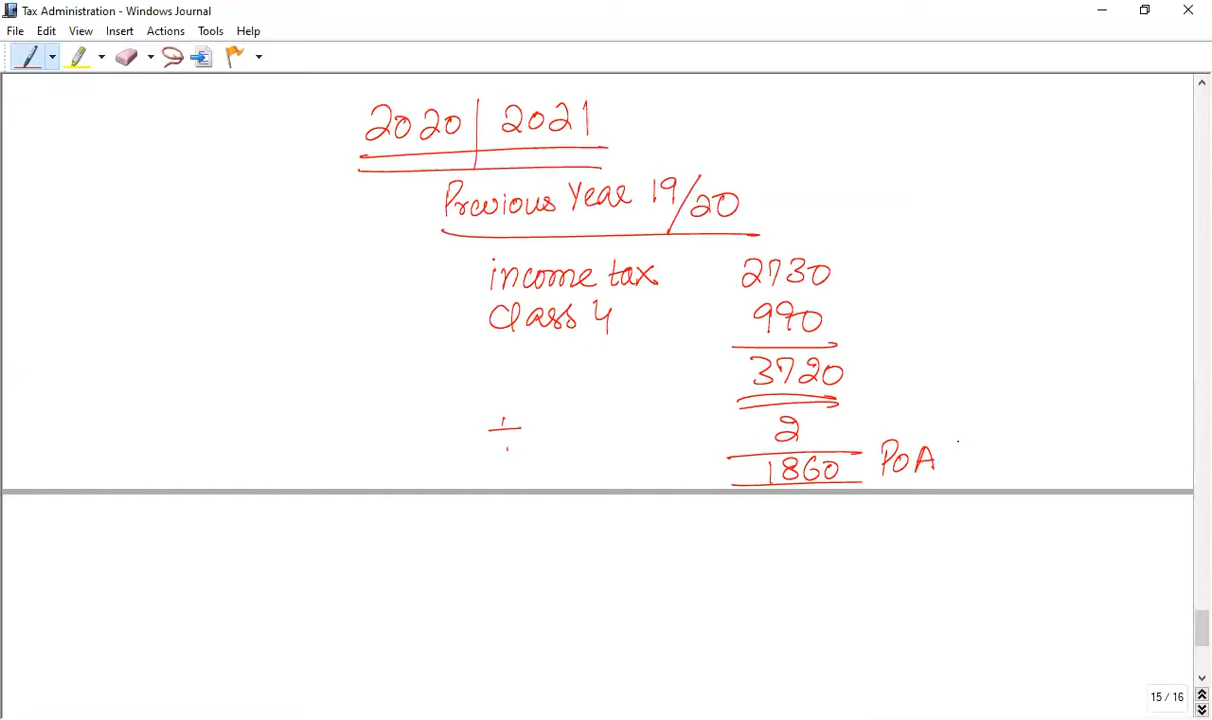 Tax Administration - Windows Journal
File Edit View Insert Actions Tools Help
2020 | 2021
Previous Year 19/20
income tax 2730
Class 4 990
3720
÷ 2
1860 POA
15 / 16